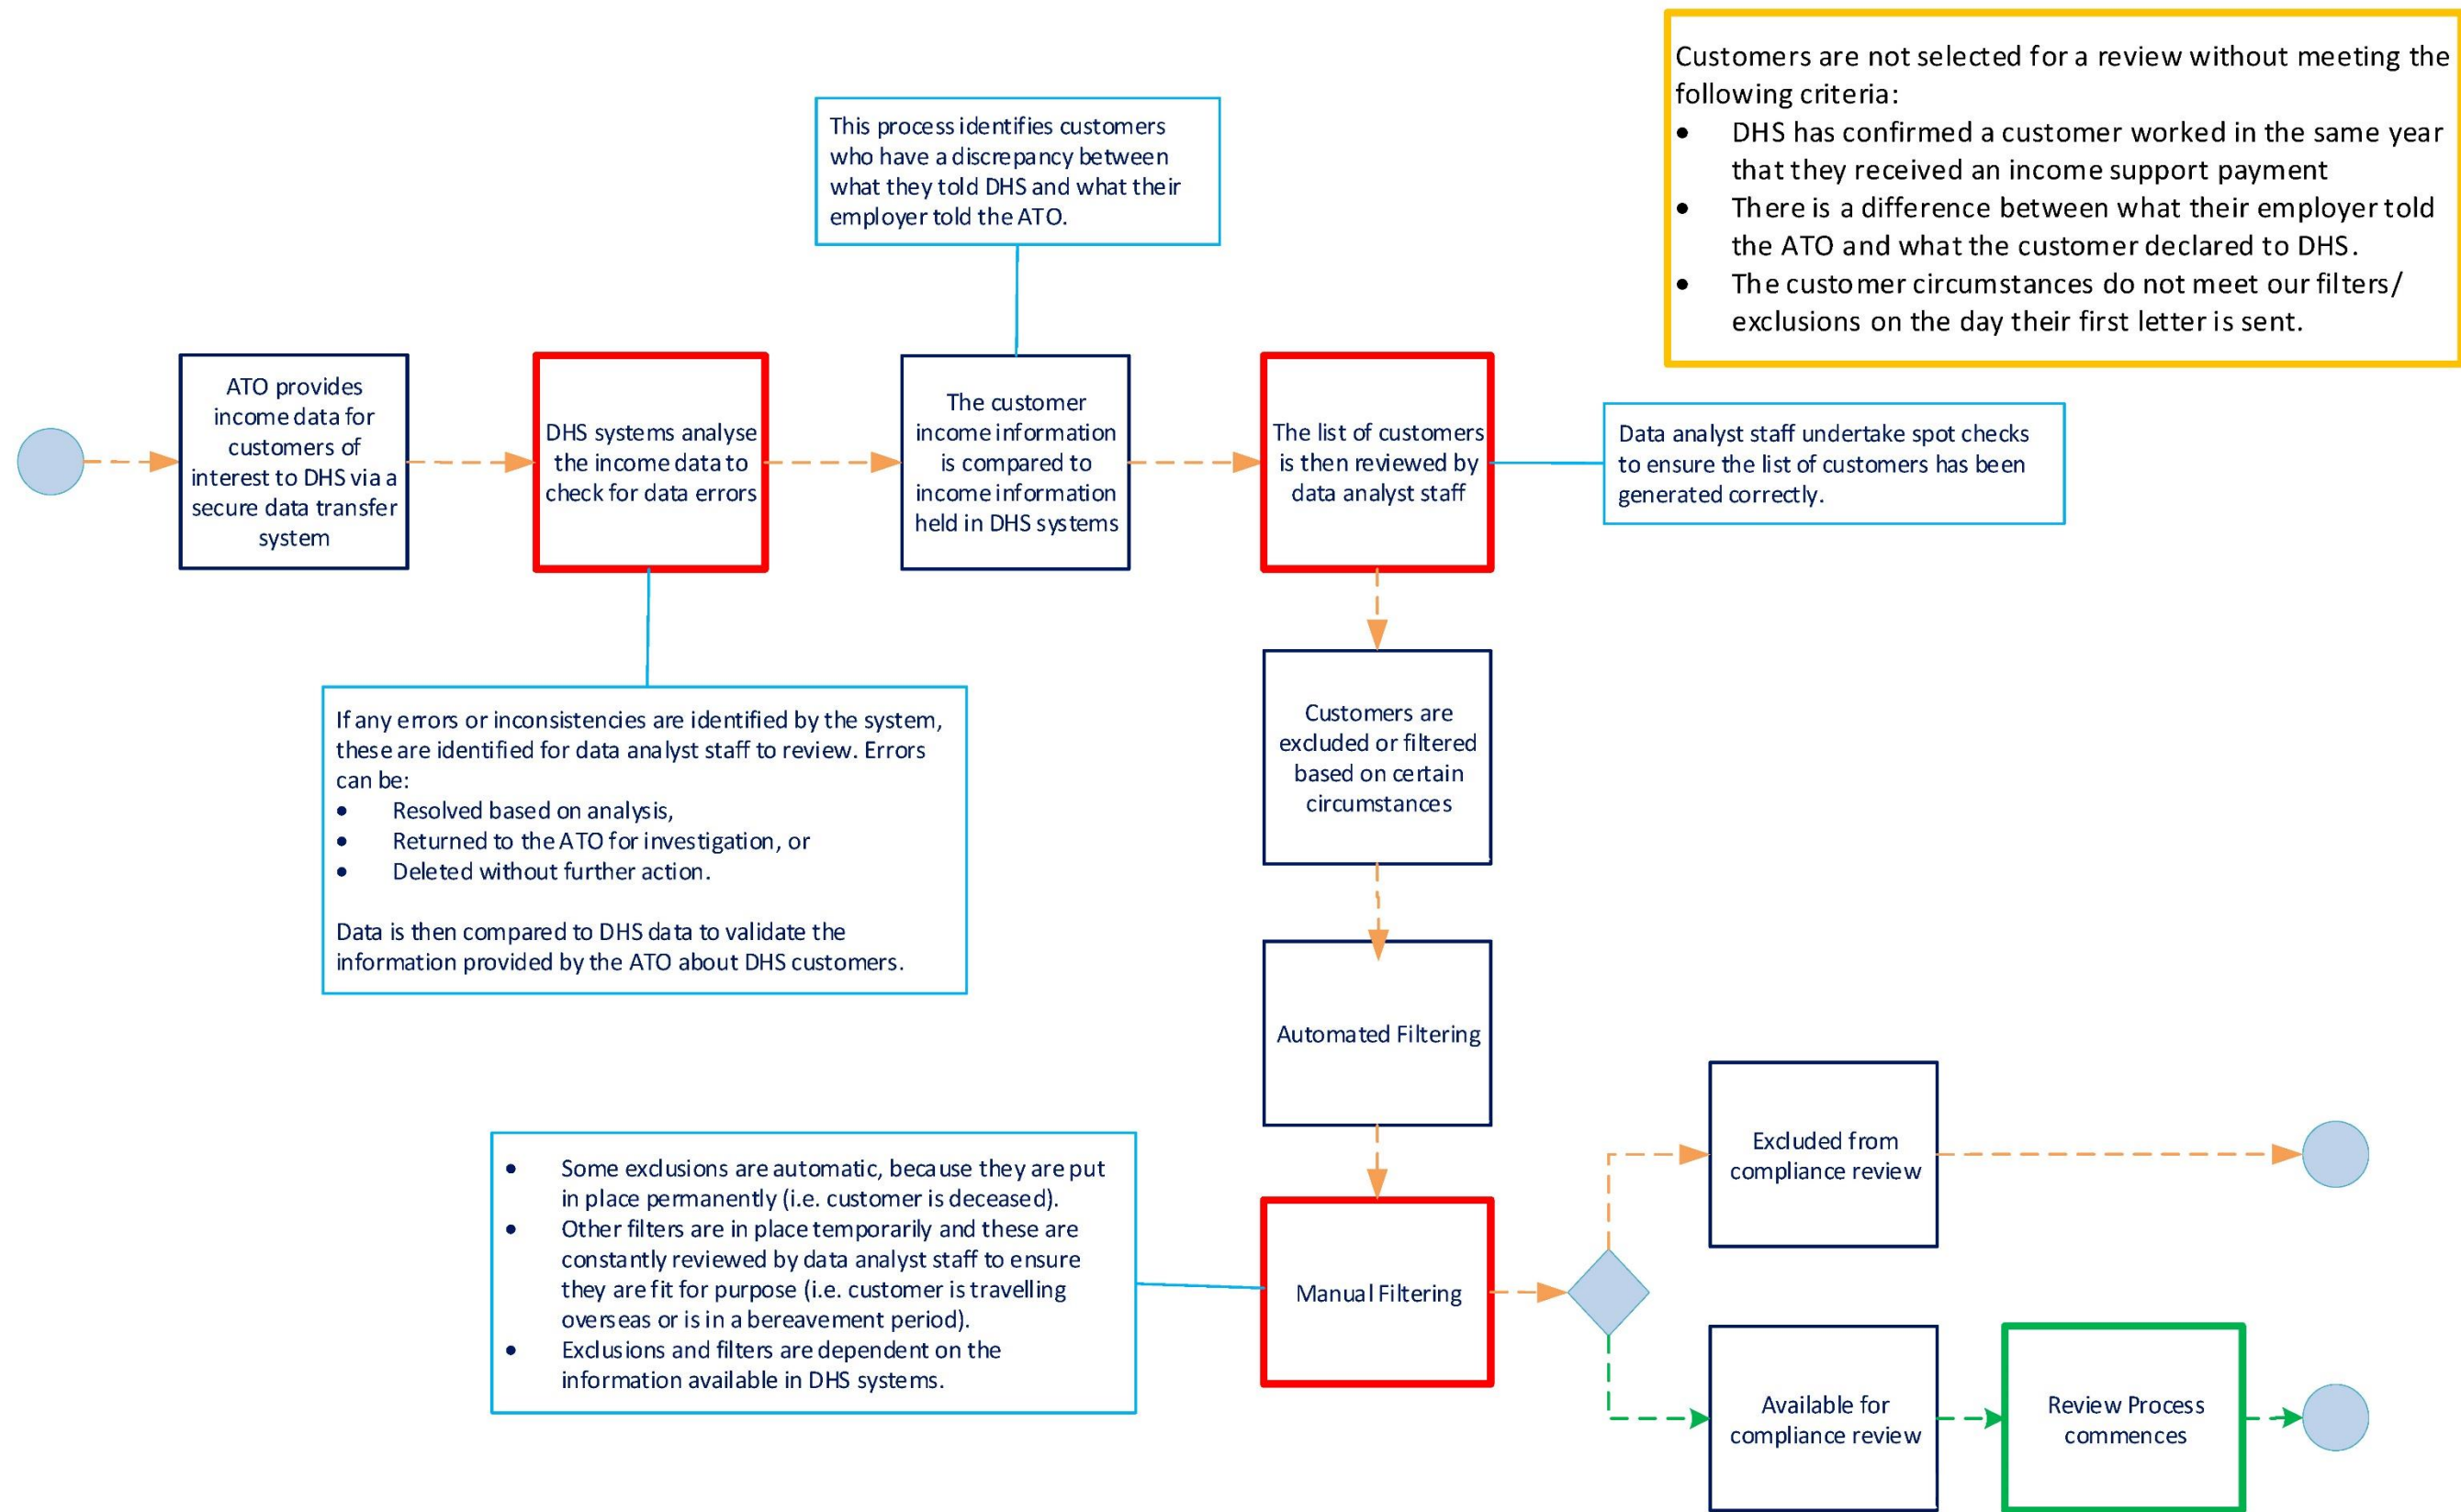 Customers are not selected for a review without meeting the
following criteria:
• DHS has confirmed a customer worked in the same year
that they received an income support payment
• There is a difference between what their employer told
the ATO and what the customer declared to DHS.
• The customer circumstances do not meet our filters/
exclusions on the day their first letter is sent.
This process identifies customers
who have a discrepancy between
what they told DHS and what their
employer told the ATO.
ATO provides
income data for
customers of
interest to DHS via a
secure data transfer
system
DHS systems analyse
the income data to
check for data errors
The customer
income information
is compared to
income information
held in DHS systems
The list of customers
is then reviewed by
data analyst staff
Data analyst staff undertake spot checks
to ensure the list of customers has been
generated correctly.
If any errors or inconsistencies are identified by the system,
these are identified for data analyst staff to review. Errors
can be:
• Resolved based on analysis,
• Returned to the ATO for investigation, or
• Deleted without further action.
Data is then compared to DHS data to validate the
information provided by the ATO about DHS customers.
Customers are
excluded or filtered
based on certain
circumstances
Automated Filtering
• Some exclusions are automatic, because they are put
in place permanently (i.e. customer is deceased).
• Other filters are in place temporarily and these are
constantly reviewed by data analyst staff to ensure
they are fit for purpose (i.e. customer is travelling
overseas or is in a bereavement period).
• Exclusions and filters are dependent on the
information available in DHS systems.
Manual Filtering
Excluded from
compliance review
Available for
compliance review
Review Process
commences